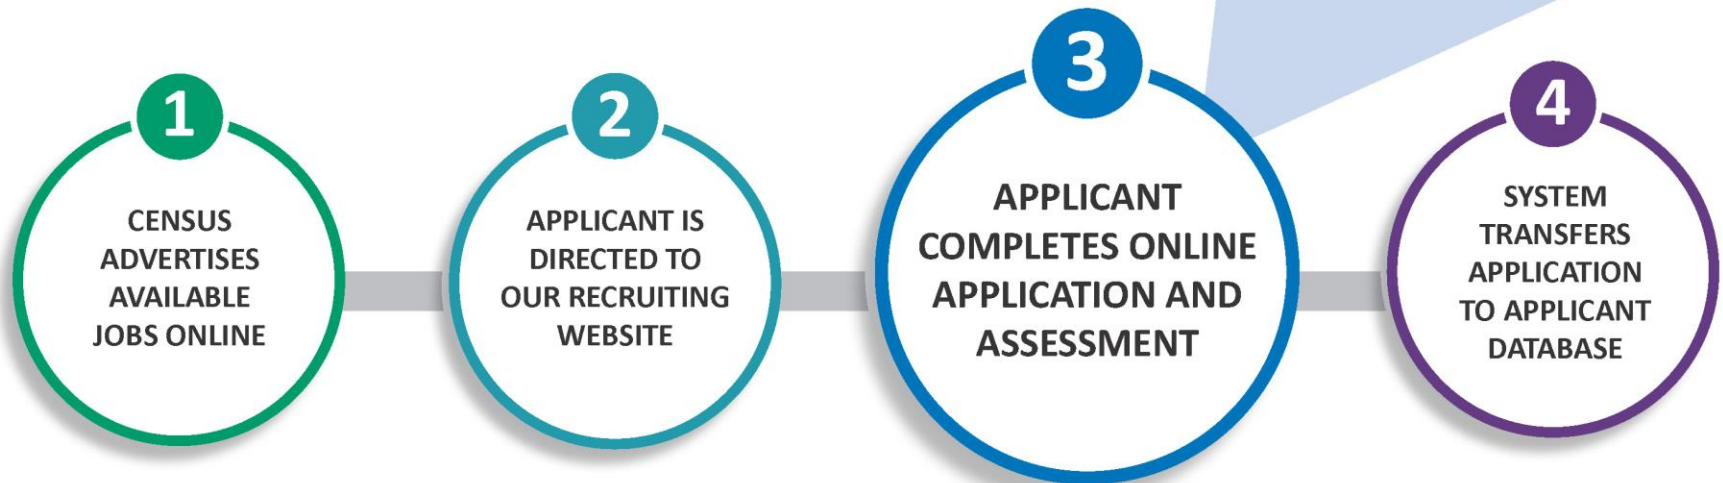 1
CENSUS
ADVERTISES
AVAILABLE
JOBS ONLINE
2
APPLICANT IS
DIRECTED TO
OUR RECRUITING
WEBSITE
3
APPLICANT
COMPLETES ONLINE
APPLICATION AND
ASSESSMENT
4
SYSTEM
TRANSFERS
APPLICATION
TO APPLICANT
DATABASE